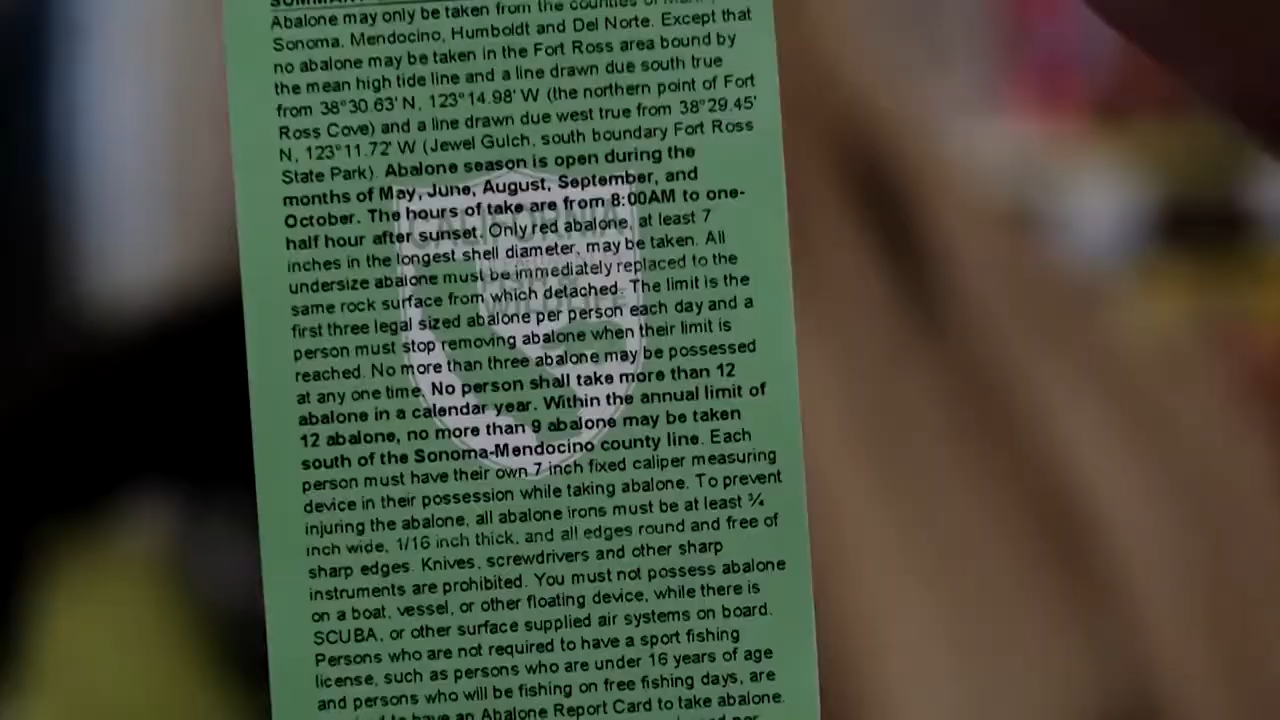 Abalone may only be taken from the counties of Marin,
Sonoma, Mendocino, Humboldt and Del Norte. Except that
no abalone may be taken in the Fort Ross area bound by
the mean high tide line and a line drawn due south true
from 38°30.63' N, 123°14.98' W (the northern point of Fort
Ross Cove) and a line drawn due west true from 38°29.45'
N, 123°11.72' W (Jewel Gulch, south boundary Fort Ross
State Park). Abalone season is open during the
months of May, June, August, September, and
October. The hours of take are from 8:00AM to one-
half hour after sunset. Only red abalone, at least 7
inches in the longest shell diameter, may be taken. All
undersize abalone must be immediately replaced to the
same rock surface from which detached. The limit is the
first three legal sized abalone per person each day and a
person must stop removing abalone when their limit is
reached. No more than three abalone may be possessed
at any one time. No person shall take more than 12
abalone in a calendar year. Within the annual limit of
12 abalone, no more than 9 abalone may be taken
south of the Sonoma-Mendocino county line. Each
person must have their own 7 inch fixed caliper measuring
device in their possession while taking abalone. To prevent
injuring the abalone, all abalone irons must be at least ¾
inch wide, 1/16 inch thick, and all edges round and free of
sharp edges. Knives, screwdrivers and other sharp
instruments are prohibited. You must not possess abalone
on a boat, vessel, or other floating device, while there is
SCUBA, or other surface supplied air systems on board.
Persons who are not required to have a sport fishing
license, such as persons who are under 16 years of age
and persons who will be fishing on free fishing days, are
to have an Abalone Report Card to take abalone.
CALIFORNIA
WILDLIFE